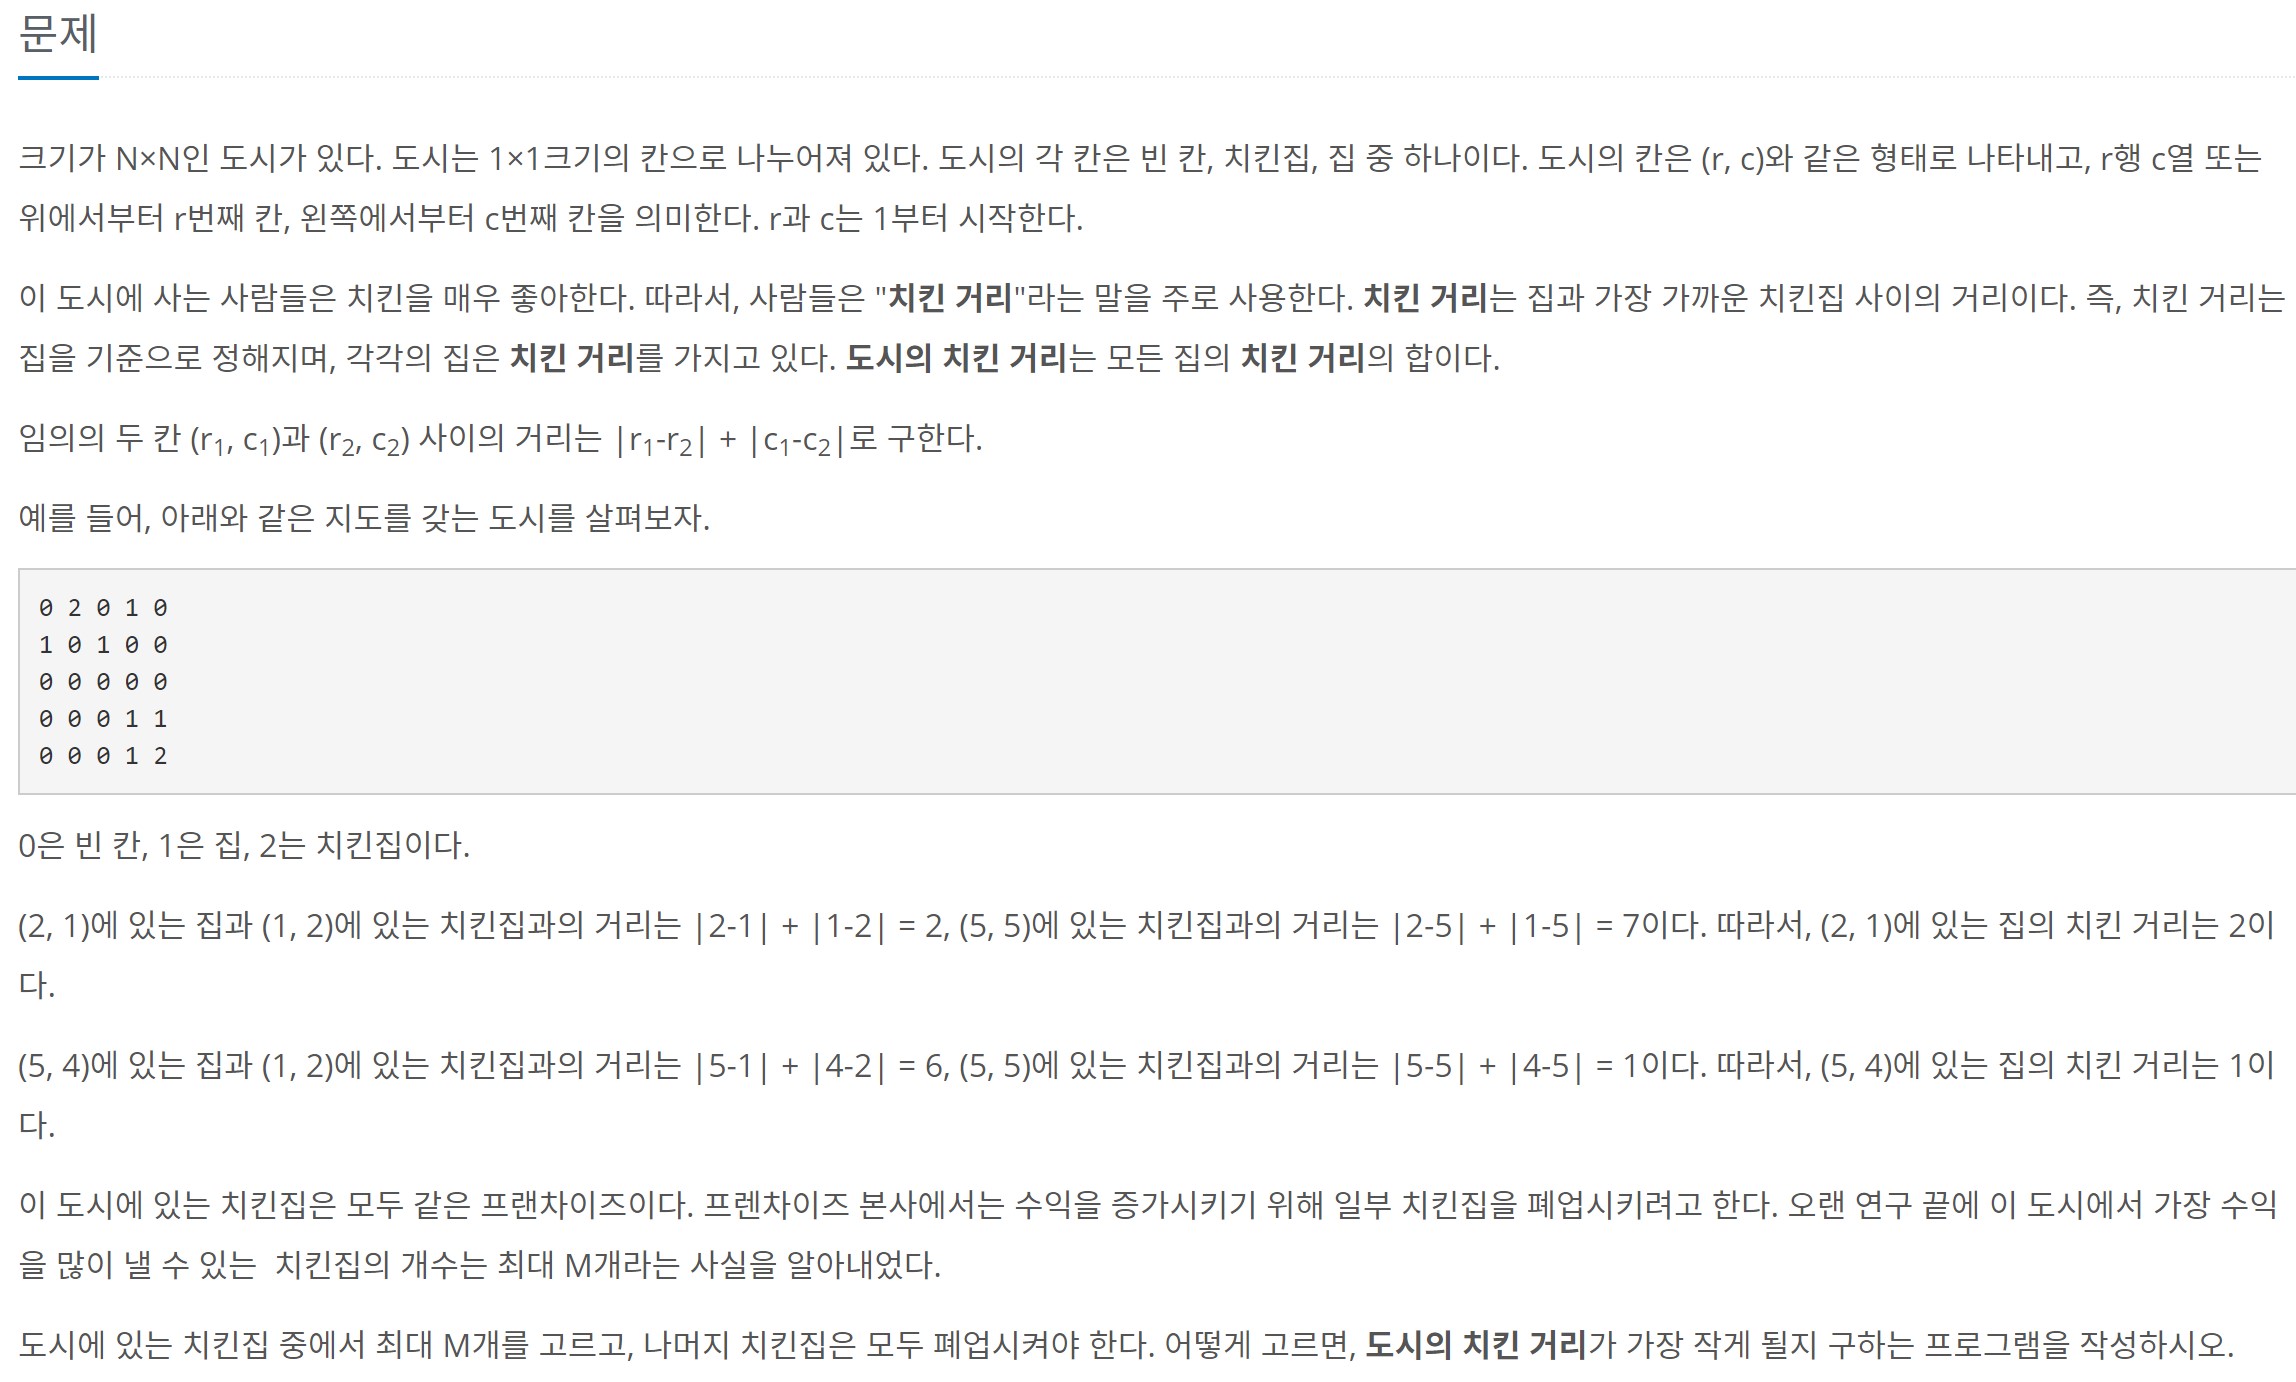 문제
크기가 N×N인 도시가 있다. 도시는 1×1크기의 칸으로 나누어져 있다. 도시의 각 칸은 빈 칸, 치킨집, 집 중 하나이다. 도시의 칸은 (r, c)와 같은 형태로 나타내고, r행 c열 또는
위에서부터 r번째 칸, 왼쪽에서부터 c번째 칸을 의미한다. r과 c는 1부터 시작한다.
이 도시에 사는 사람들은 치킨을 매우 좋아한다. 따라서, 사람들은 "치킨 거리"라는 말을 주로 사용한다. 치킨 거리는 집과 가장 가까운 치킨집 사이의 거리이다. 즉, 치킨 거리는
집을 기준으로 정해지며, 각각의 집은 치킨 거리를 가지고 있다. 도시의 치킨 거리는 모든 집의 치킨 거리의 합이다.
임의의 두 칸 (r1, c1)과 (r2, c2) 사이의 거리는 |r1-r2| + |c1-c2|로 구한다.
예를 들어, 아래와 같은 지도를 갖는 도시를 살펴보자.
0 2 0 1 0
1 0 1 0 0
0 0 0 0 0
0 0 0 1 1
0 0 0 1 2
0은 빈 칸, 1은 집, 2는 치킨집이다.
(2, 1)에 있는 집과 (1, 2)에 있는 치킨집과의 거리는 |2-1| + |1-2| = 2, (5, 5)에 있는 치킨집과의 거리는 |2-5| + |1-5| = 7이다. 따라서, (2, 1)에 있는 집의 치킨 거리는 2이
다.
(5, 4)에 있는 집과 (1, 2)에 있는 치킨집과의 거리는 |5-1| + |4-2| = 6, (5, 5)에 있는 치킨집과의 거리는 |5-5| + |4-5| = 1이다. 따라서, (5, 4)에 있는 집의 치킨 거리는 1이
다.
이 도시에 있는 치킨집은 모두 같은 프랜차이즈이다. 프렌차이즈 본사에서는 수익을 증가시키기 위해 일부 치킨집을 폐업시키려고 한다. 오랜 연구 끝에 이 도시에서 가장 수익
을 많이 낼 수 있는 치킨집의 개수는 최대 M개라는 사실을 알아내었다.
도시에 있는 치킨집 중에서 최대 M개를 고르고, 나머지 치킨집은 모두 폐업시켜야 한다. 어떻게 고르면, 도시의 치킨 거리가 가장 작게 될지 구하는 프로그램을 작성하시오.